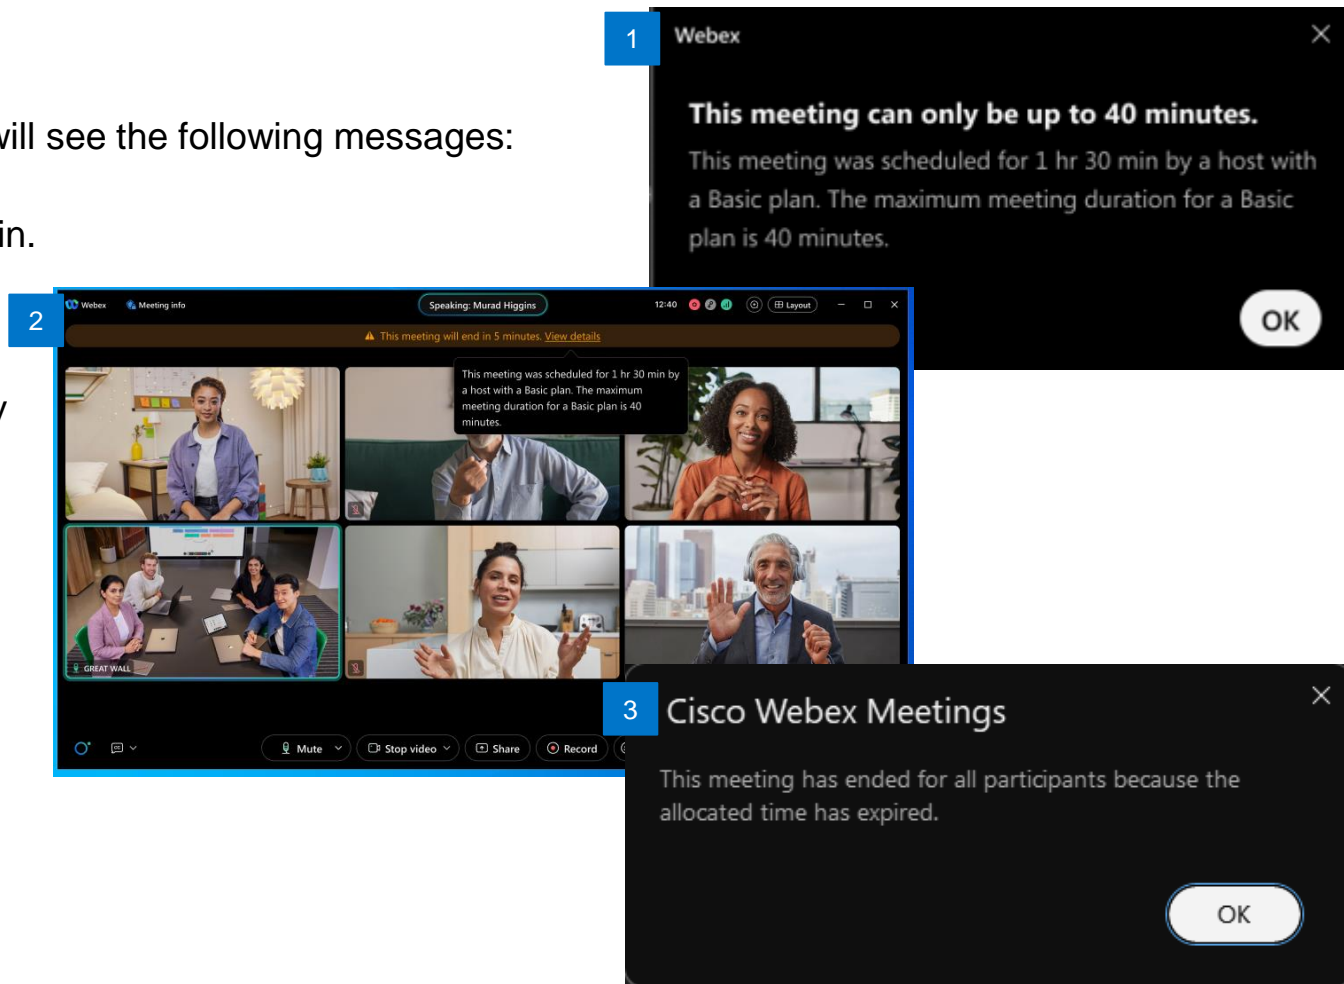 will see the following messages:
in.
y
1
Webex
This meeting can only be up to 40 minutes.
This meeting was scheduled for 1 hr 30 min by a host with
a Basic plan. The maximum meeting duration for a Basic
plan is 40 minutes.
OK
2
Webex Meeting info Speaking: Murad Higgins 12:40 Layout
This meeting will end in 5 minutes. View details
This meeting was scheduled for 1 hr 30 min by
a host with a Basic plan. The maximum
meeting duration for a Basic plan is 40
minutes.
GREAT WALL
Mute Stop video Share Record
3
Cisco Webex Meetings
This meeting has ended for all participants because the
allocated time has expired.
OK